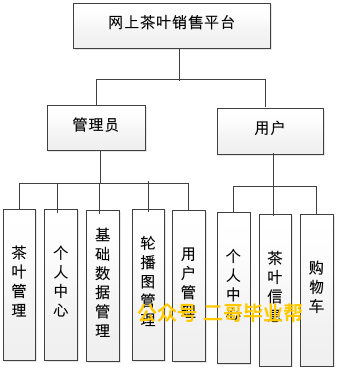 网上茶叶销售平台
管理员
用户
茶叶管理
个人中心
基础数据管理
轮播图管理
用户管理
个人中心
茶叶信息
购物车
公众号 二哥毕业帮